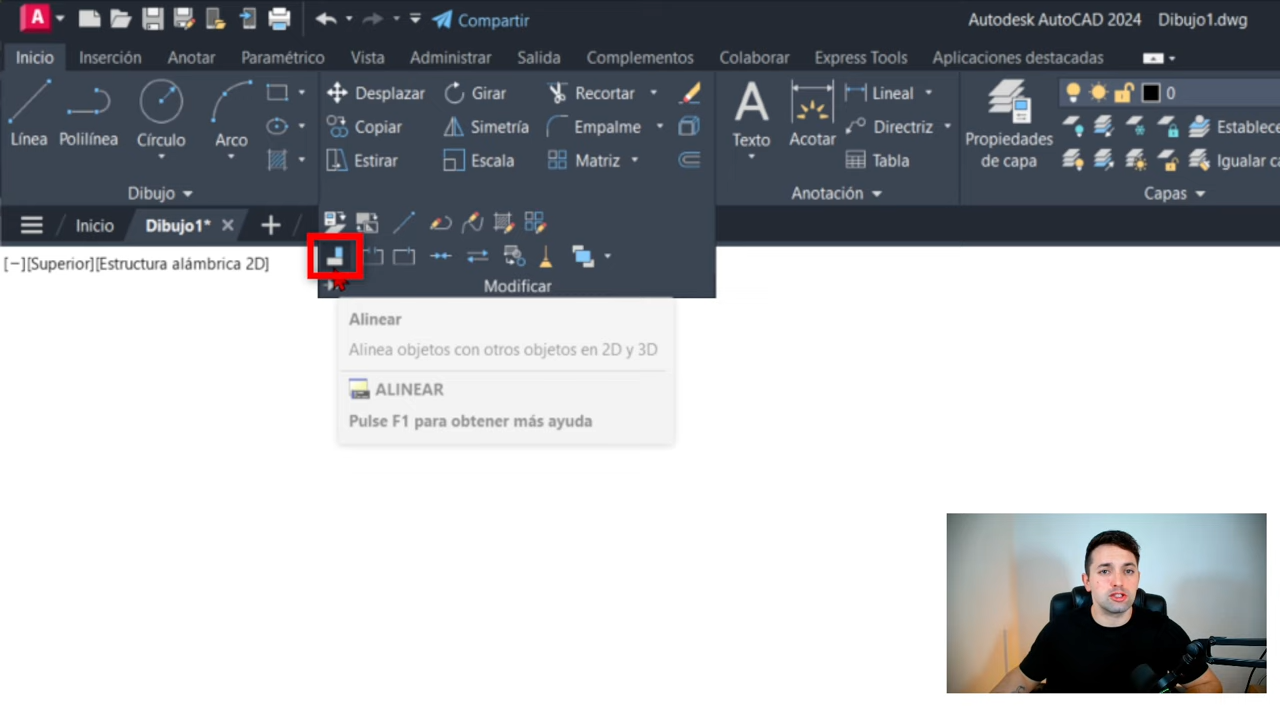 A Compartir Autodesk AutoCAD 2024 Dibujo1.dwg
Inicio Inserción Anotar Paramétrico Vista Administrar Salida Complementos Colaborar Express Tools Aplicaciones destacadas
Línea Polilínea Círculo Arco
Dibujo
Desplazar Girar Recortar
Copiar Simetría Empalme
Estirar Escala Matriz
A
Texto Acotar
Lineal
Directriz
Tabla
Anotación
Propiedades
de capa
0
Establece
Igualar ca
Capas
Inicio Dibujo1* +
Modificar
[−][Superior][Estructura alámbrica 2D]
Alinear
Alinea objetos con otros objetos en 2D y 3D
ALINEAR
Pulse F1 para obtener más ayuda